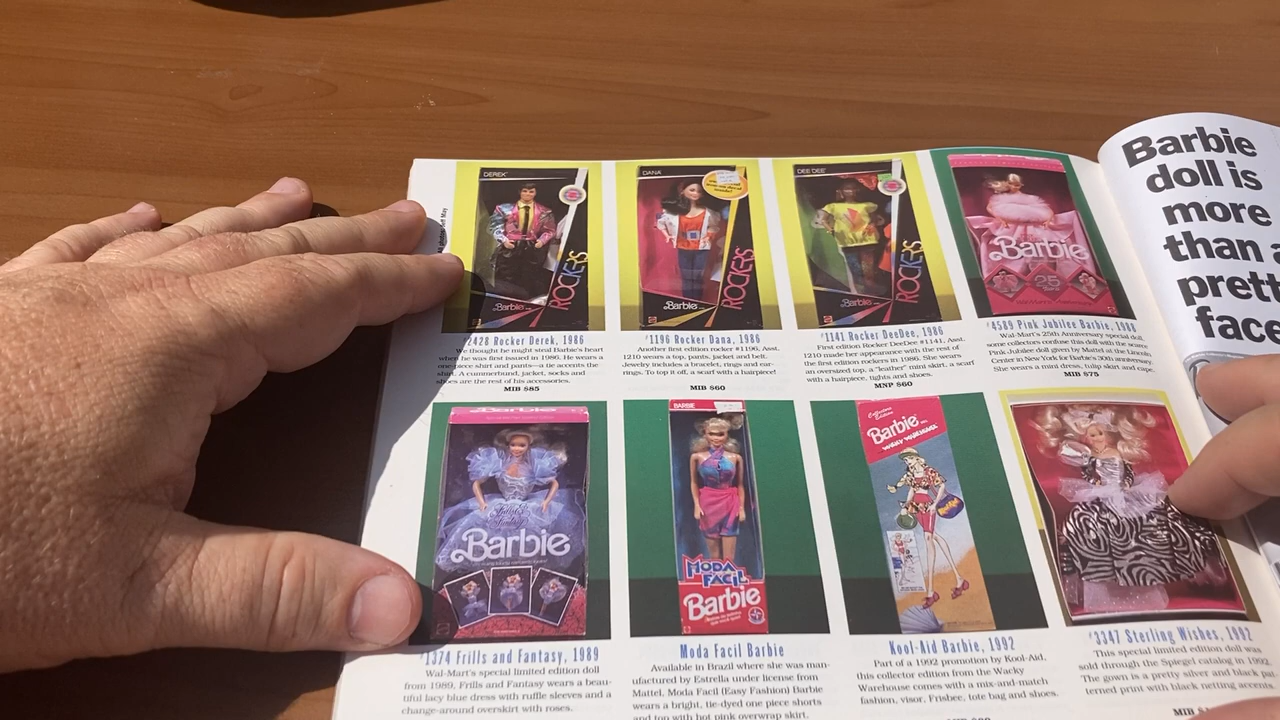 DEREK
Barbie
ROCKERS
DANA
Barbie
ROCKERS
DEE DEE
Barbie
ROCKERS
Barbie
25
#2428 Rocker Derek, 1986
We thought he might steal Barbie's heart
when he was first issued in 1986. He wears a
one-piece shirt and pants—a tie accents the
shirt. A cummerbund, jacket, socks and
shoes are the rest of his accessories.
MIB $85
#1196 Rocker Dana, 1986
Another first edition rocker #1196, Asst.
1210 wears a top, pants, jacket and belt.
Jewelry includes a bracelet, rings and ear-
rings. To top it off, a scarf with a hairpiece!
MIB $60
#1141 Rocker DeeDee, 1986
First edition Rocker DeeDee #1141, Asst.
1210 made her appearance with the rest of
the first edition rockers in 1986. She wears
an oversized top, a "leather" mini skirt, a scarf
with a hairpiece, tights and shoes.
MNP $60
#4589 Pink Jubilee Barbie, 1986
Wal-Mart's 25th Anniversary special doll,
some collectors confuse this doll with the scarce
Pink Jubilee doll given by Mattel at the Lincoln
Center in New York for Barbie's 30th anniversary.
She wears a mini dress, tulip skirt and cape.
MIB $75
Barbie
doll is
more
than a
pretty
face
Barbie
Frills &
Fantasy
Barbie
BARBIE
MODA
FACIL
Barbie
Collectors
Edition
Barbie
WACKY WAREHOUSE
#1374 Frills and Fantasy, 1989
Wal-Mart's special limited edition doll
from 1989, Frills and Fantasy wears a beau-
tiful lacy blue dress with ruffle sleeves and a
change-around overskirt with roses.
Moda Facil Barbie
Available in Brazil where she was man-
ufactured by Estrella under license from
Mattel, Moda Facil (Easy Fashion) Barbie
wears a bright, tie-dyed one piece shorts
and top with hot pink overwrap skirt.
Kool-Aid Barbie, 1992
Part of a 1992 promotion by Kool-Aid,
this collector edition from the Wacky
Warehouse comes with a mix-and-match
fashion, visor, Frisbee, tote bag and shoes.
#3347 Sterling Wishes, 1992
This special limited edition doll was
sold through the Spiegel catalog in 1992.
The gown is a pretty silver and black pat-
terned print with black netting accents.
MIB